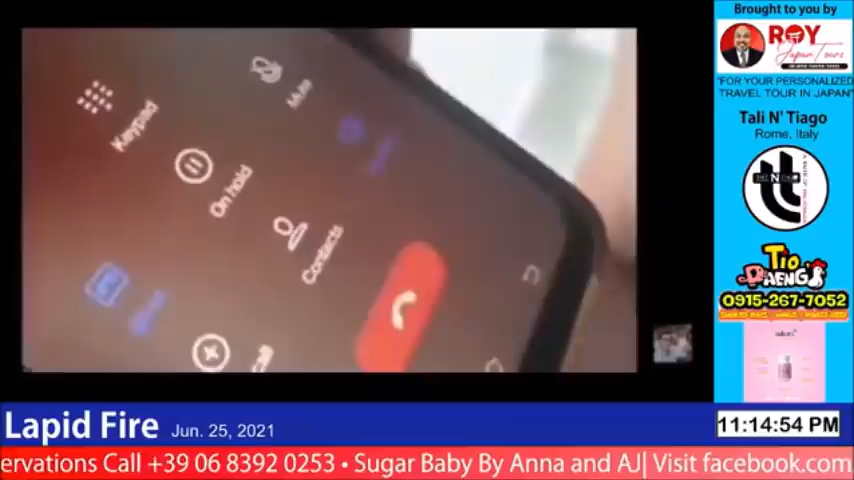 Brought to you by
ROY
Japan Tours
"FOR YOUR PERSONALIZED
TRAVEL TOUR IN JAPAN"
Tali N' Tiago
Rome, Italy
TIO
PAENG
0915-267-7052
Mute
Keypad
On hold
Contacts
Lapid Fire
Jun. 25, 2021
11:14:54 PM
ervations Call +39 06 8392 0253 • Sugar Baby By Anna and AJ| Visit facebook.com